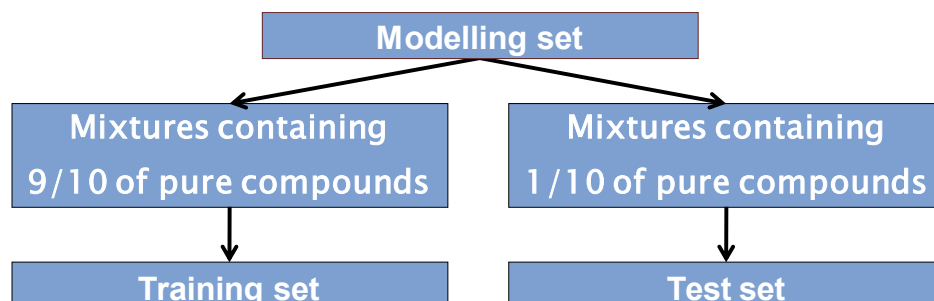 Modelling set
Mixtures containing
9/10 of pure compounds
Mixtures containing
1/10 of pure compounds
Training set
Test set